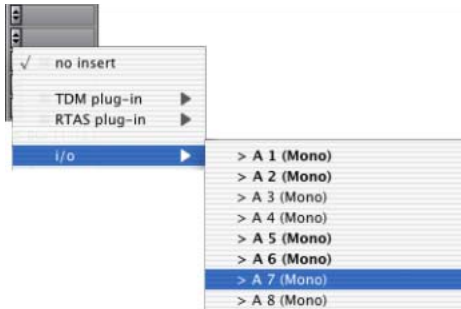 ✓ no insert
TDM plug-in ▶
RTAS plug-in ▶
i/o ▶
> A 1 (Mono)
> A 2 (Mono)
> A 3 (Mono)
> A 4 (Mono)
> A 5 (Mono)
> A 6 (Mono)
> A 7 (Mono)
> A 8 (Mono)